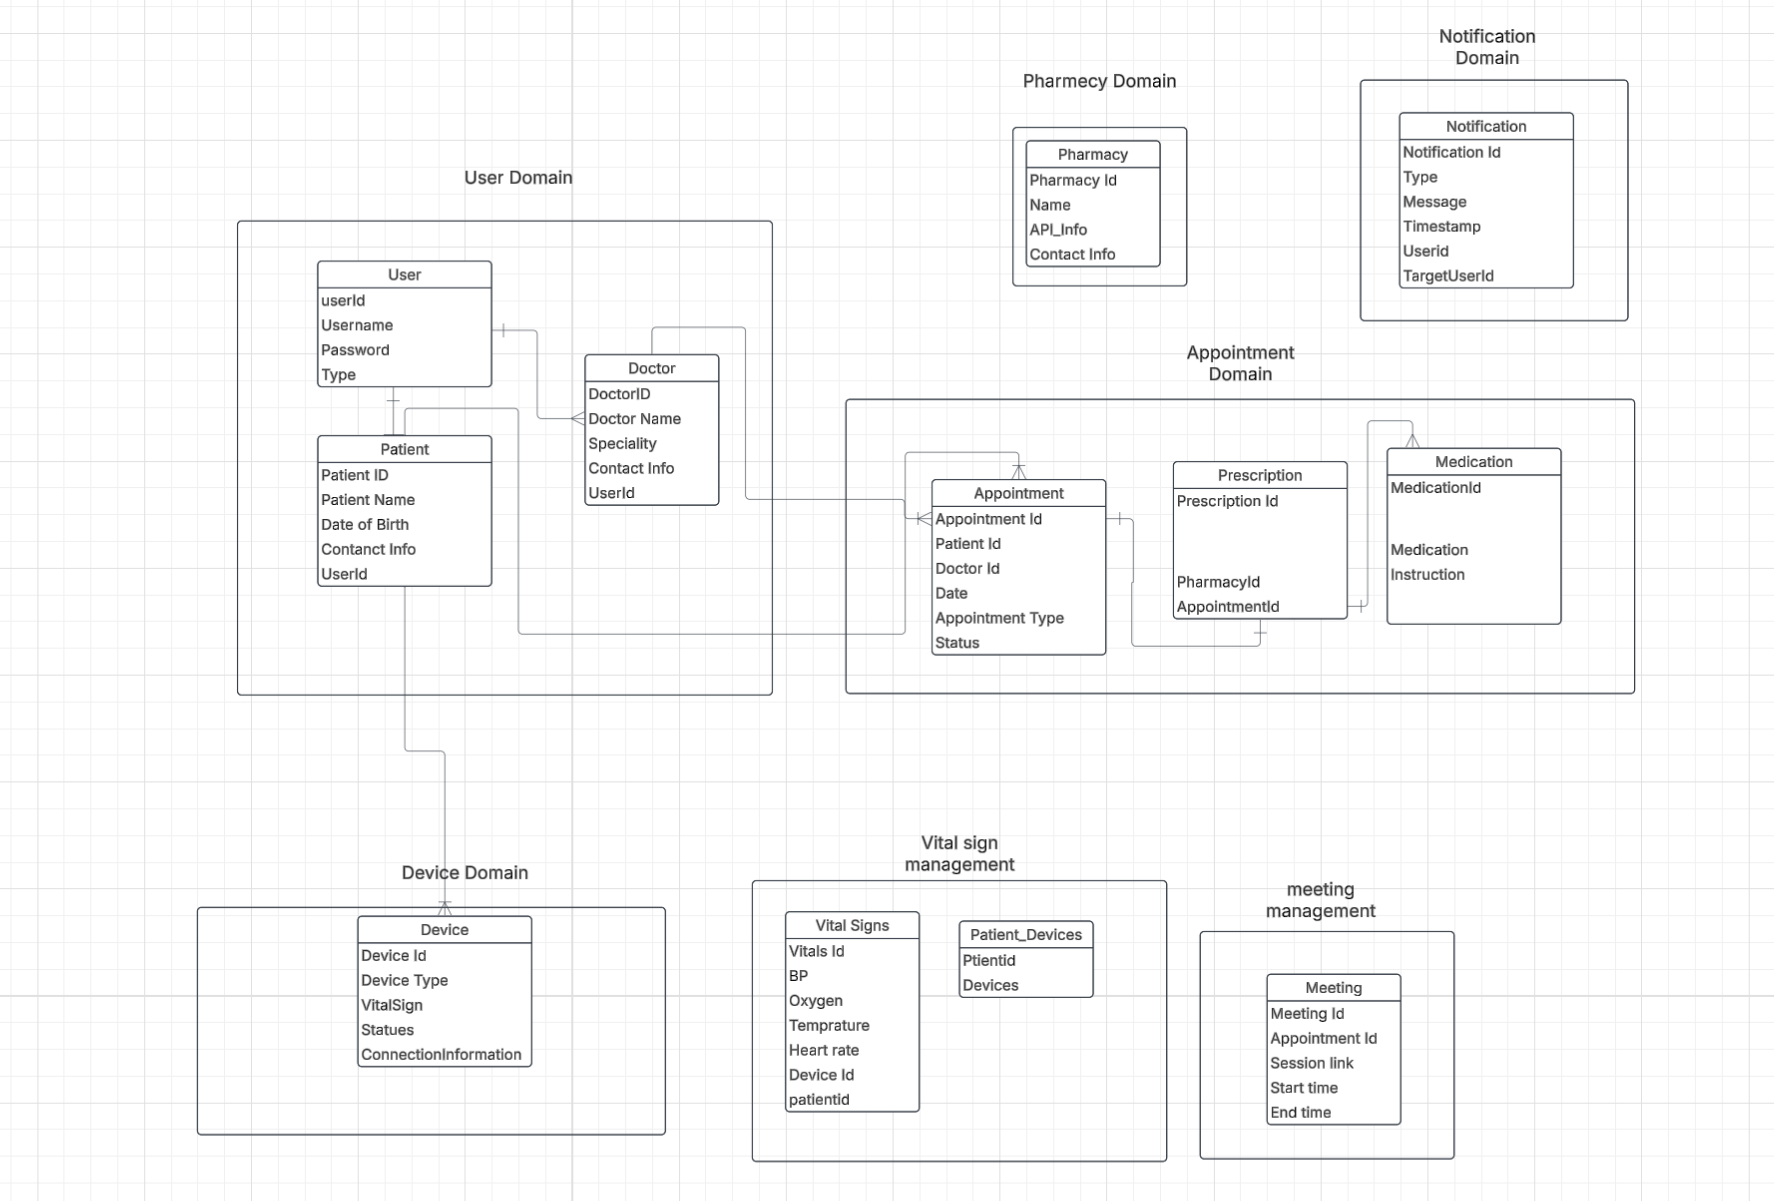 Notification
Domain
Notification
Notification Id
Type
Message
Timestamp
Userid
TargetUserId
Pharmecy Domain
Pharmacy
Pharmacy Id
Name
API_Info
Contact Info
User Domain
User
userId
Username
Password
Type
Doctor
DoctorID
Doctor Name
Speciality
Contact Info
UserId
Patient
Patient ID
Patient Name
Date of Birth
Contanct Info
UserId
Appointment
Domain
Appointment
Appointment Id
Patient Id
Doctor Id
Date
Appointment Type
Status
Prescription
Prescription Id
PharmacyId
AppointmentId
Medication
MedicationId
Medication
Instruction
Device Domain
Device
Device Id
Device Type
VitalSign
Statues
ConnectionInformation
Vital sign
management
Vital Signs
Vitals Id
BP
Oxygen
Temprature
Heart rate
Device Id
patientid
Patient_Devices
Ptientid
Devices
meeting
management
Meeting
Meeting Id
Appointment Id
Session link
Start time
End time